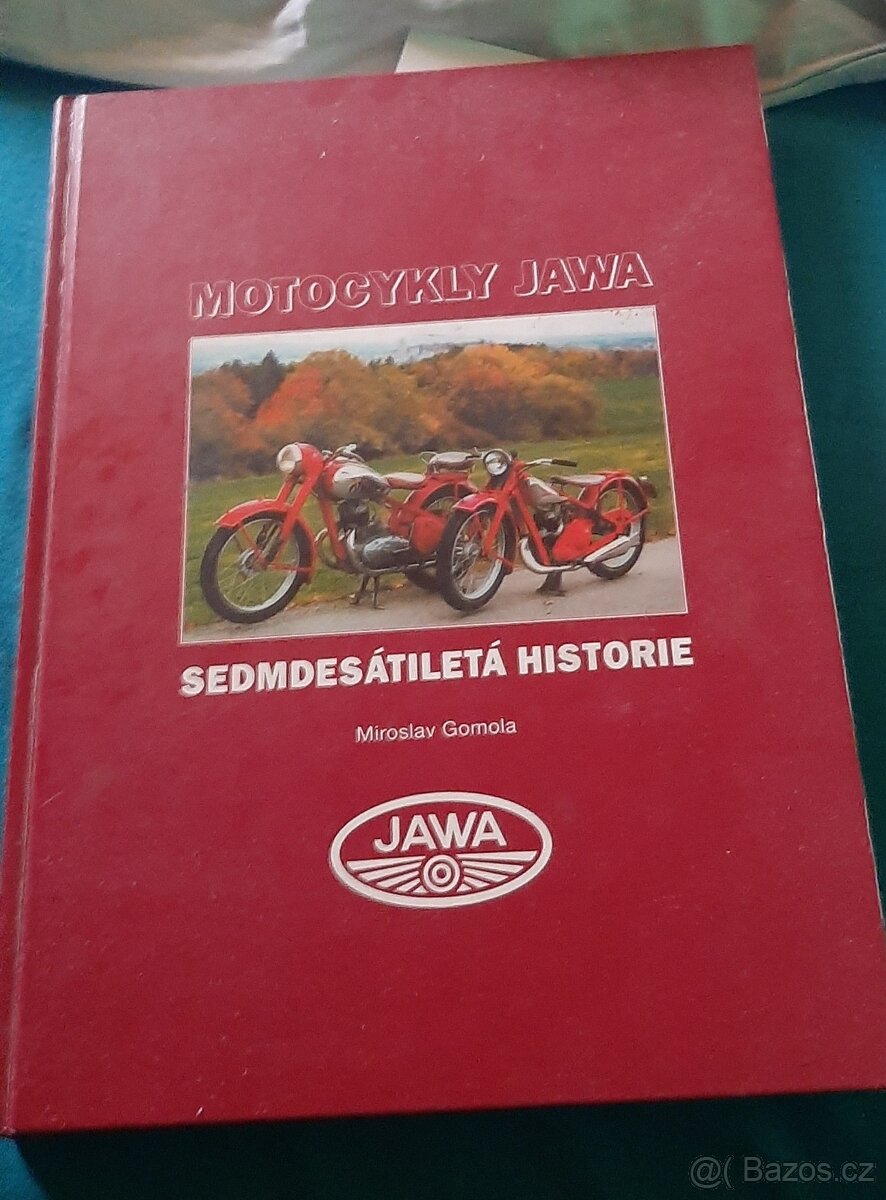 MOTOCYKLY JAWA
SEDMDESÁTILETÁ HISTORIE
Miroslav Gomola
JAWA
@( Bazos.cz